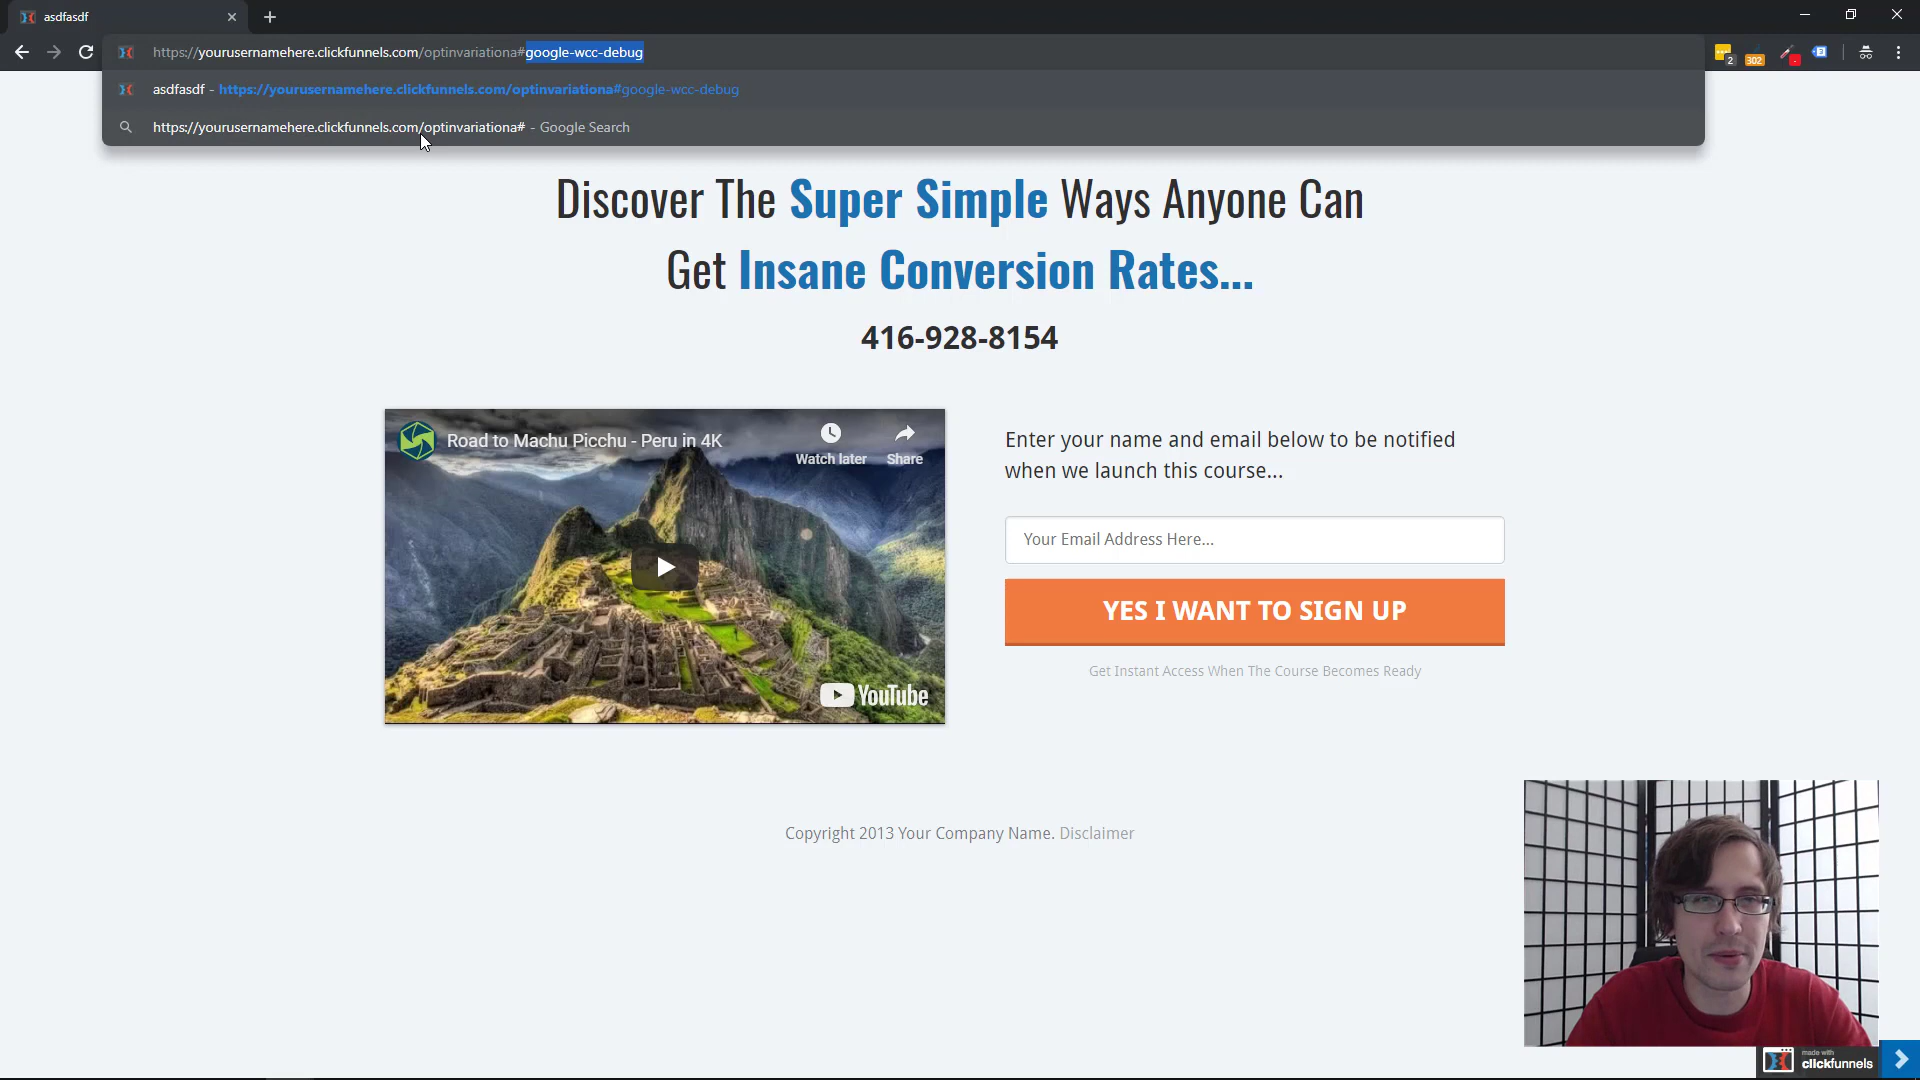 asdfasdf
https://yourusernamehere.clickfunnels.com/optinvariationa#google-wcc-debug
2
302
asdfasdf - https://yourusernamehere.clickfunnels.com/optinvariationa#google-wcc-debug
https://yourusernamehere.clickfunnels.com/optinvariationa# - Google Search
Discover The Super Simple Ways Anyone Can
Get Insane Conversion Rates...
416-928-8154
Road to Machu Picchu - Peru in 4K
Watch later
Share
YouTube
Enter your name and email below to be notified
when we launch this course...
Your Email Address Here...
YES I WANT TO SIGN UP
Get Instant Access When The Course Becomes Ready
Copyright 2013 Your Company Name. Disclaimer
made with
clickfunnels